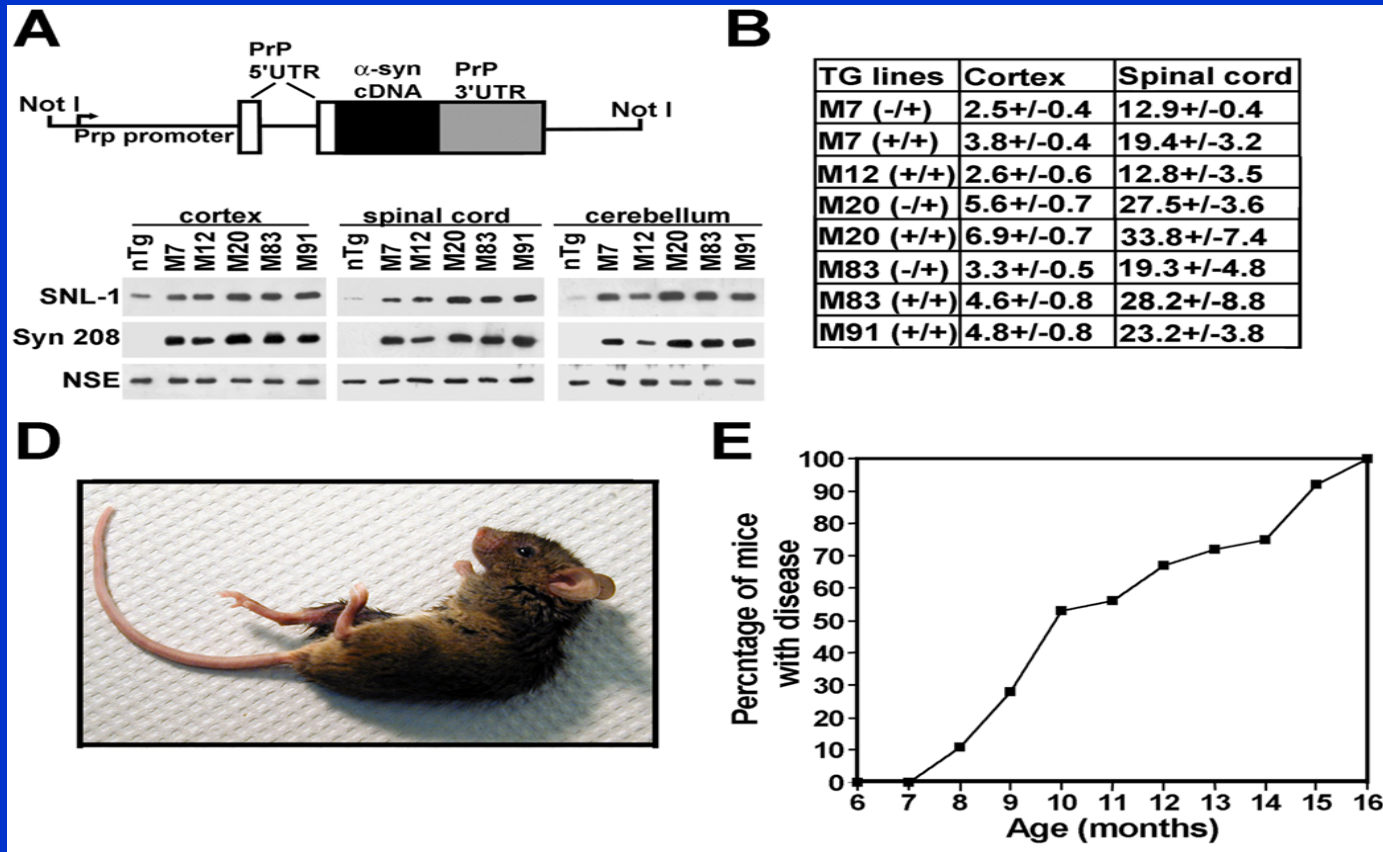 A
PrP
5'UTR
α-syn
cDNA
PrP
3'UTR
Not I
Not I
Prp promoter
cortex
spinal cord
cerebellum
nTg M7 M12 M20 M83 M91
nTg M7 M12 M20 M83 M91
nTg M7 M12 M20 M83 M91
SNL-1
Syn 208
NSE
B
TG lines Cortex Spinal cord
M7 (-/+) 2.5+/-0.4 12.9+/-0.4
M7 (+/+) 3.8+/-0.4 19.4+/-3.2
M12 (+/+) 2.6+/-0.6 12.8+/-3.5
M20 (-/+) 5.6+/-0.7 27.5+/-3.6
M20 (+/+) 6.9+/-0.7 33.8+/-7.4
M83 (-/+) 3.3+/-0.5 19.3+/-4.8
M83 (+/+) 4.6+/-0.8 28.2+/-8.8
M91 (+/+) 4.8+/-0.8 23.2+/-3.8
D
E
Percntage of mice
with disease
100
90
80
70
60
50
40
30
20
10
0
6 7 8 9 10 11 12 13 14 15 16
Age (months)